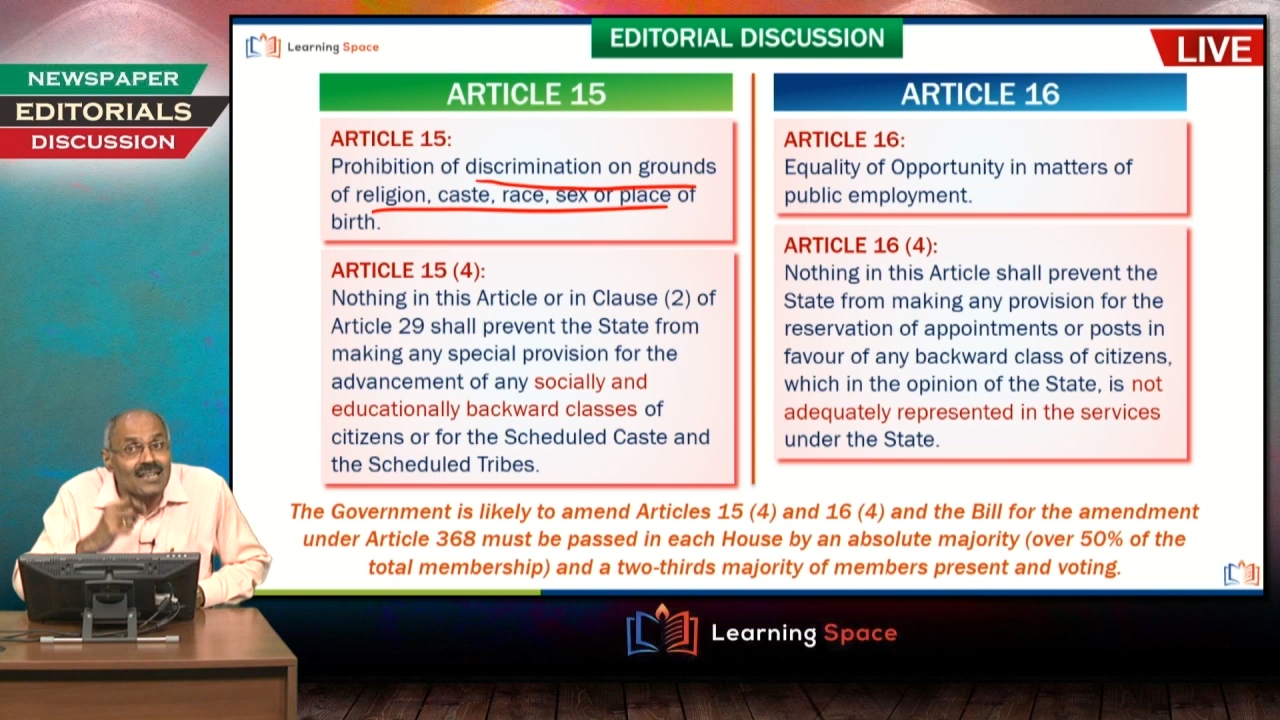 NEWSPAPER
EDITORIALS
DISCUSSION
Learning Space
EDITORIAL DISCUSSION
LIVE
ARTICLE 15
ARTICLE 15:
Prohibition of discrimination on grounds
of religion, caste, race, sex or place of
birth.
ARTICLE 15 (4):
Nothing in this Article or in Clause (2) of
Article 29 shall prevent the State from
making any special provision for the
advancement of any socially and
educationally backward classes of
citizens or for the Scheduled Caste and
the Scheduled Tribes.
ARTICLE 16
ARTICLE 16:
Equality of Opportunity in matters of
public employment.
ARTICLE 16 (4):
Nothing in this Article shall prevent the
State from making any provision for the
reservation of appointments or posts in
favour of any backward class of citizens,
which in the opinion of the State, is not
adequately represented in the services
under the State.
The Government is likely to amend Articles 15 (4) and 16 (4) and the Bill for the amendment
under Article 368 must be passed in each House by an absolute majority (over 50% of the
total membership) and a two-thirds majority of members present and voting.
Learning Space